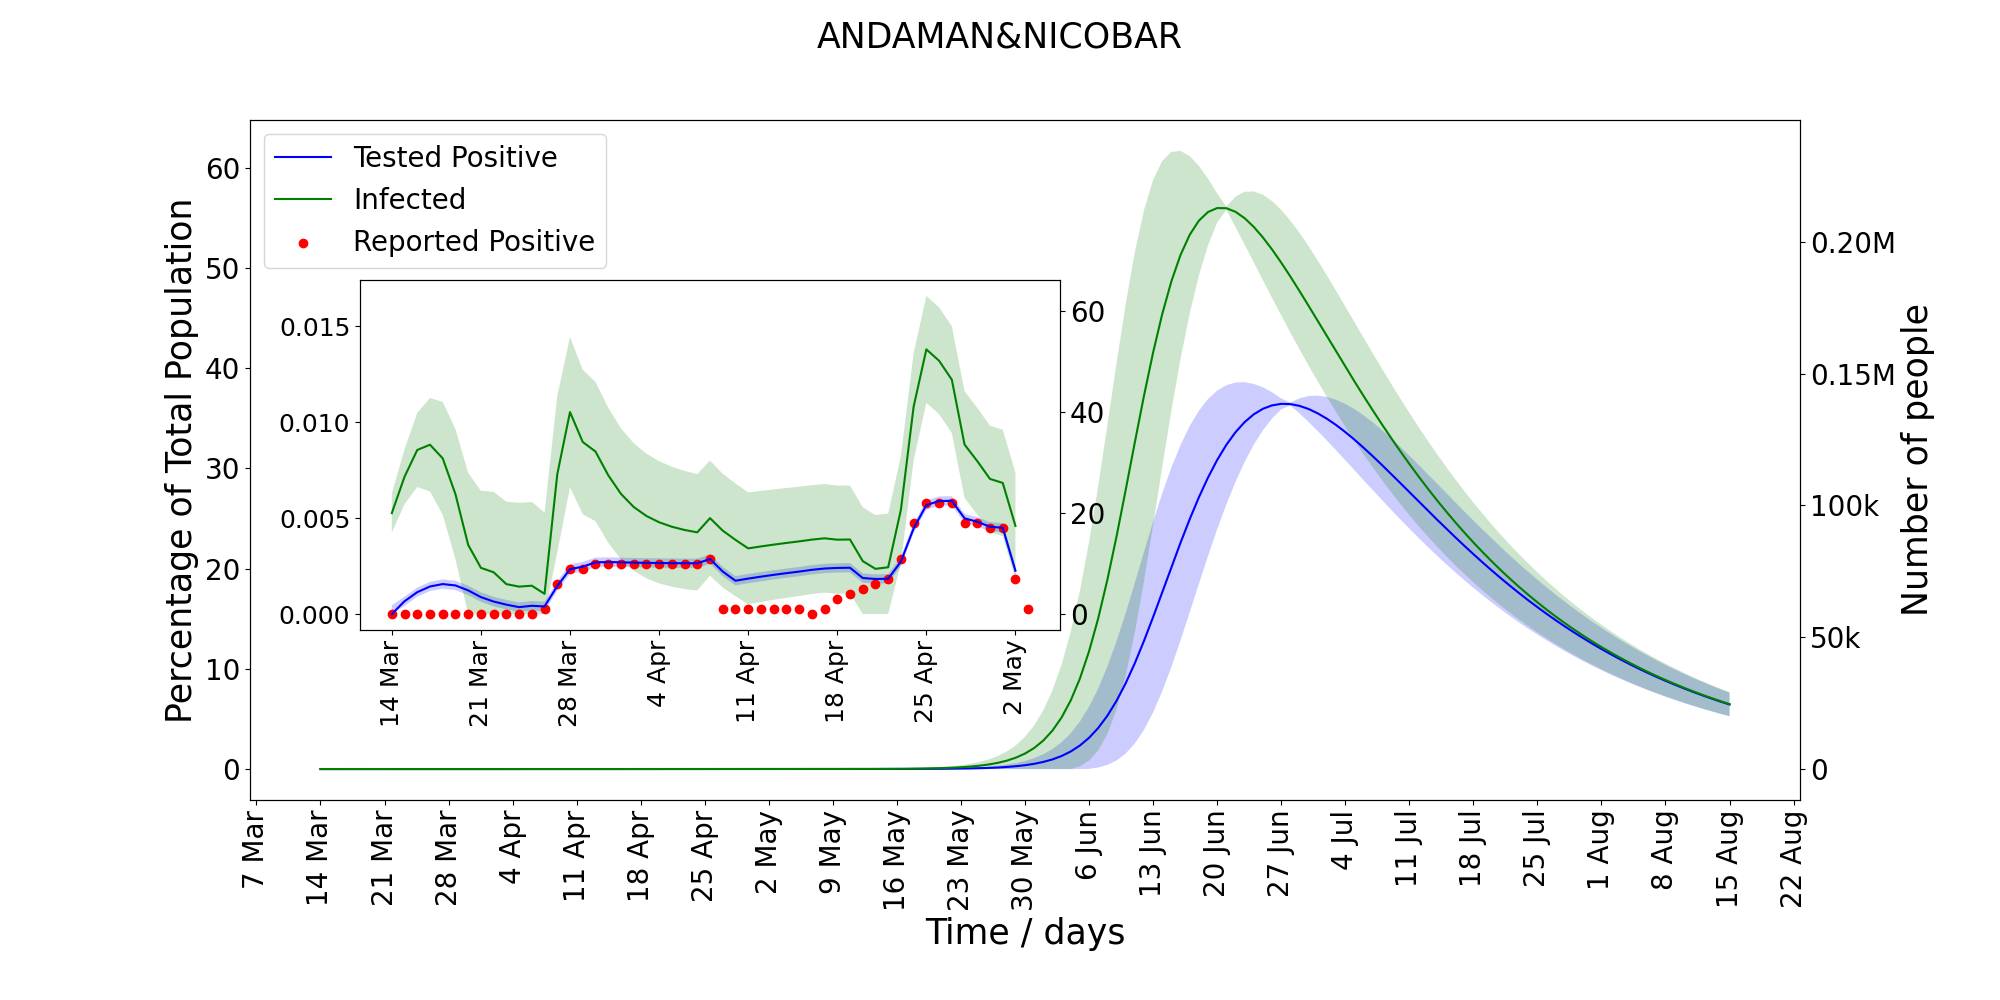 ANDAMAN&NICOBAR
Tested Positive
Infected
Reported Positive
Percentage of Total Population
60
50
40
30
20
10
0
0.20M
0.15M
100k
50k
0
Number of people
0.015
0.010
0.005
0.000
60
40
20
0
14 Mar
21 Mar
28 Mar
4 Apr
11 Apr
18 Apr
25 Apr
2 May
7 Mar
14 Mar
21 Mar
28 Mar
4 Apr
11 Apr
18 Apr
25 Apr
2 May
9 May
16 May
23 May
30 May
6 Jun
13 Jun
20 Jun
27 Jun
4 Jul
11 Jul
18 Jul
25 Jul
1 Aug
8 Aug
15 Aug
22 Aug
Time / days